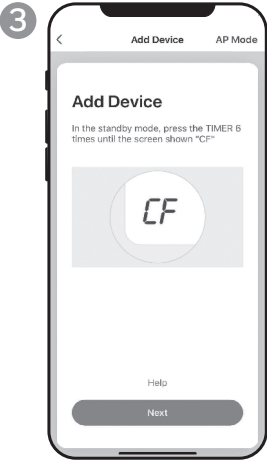 3
< Add Device AP Mode
Add Device
In the standby mode, press the TIMER 6
times until the screen shown "CF"
CF
Help
Next